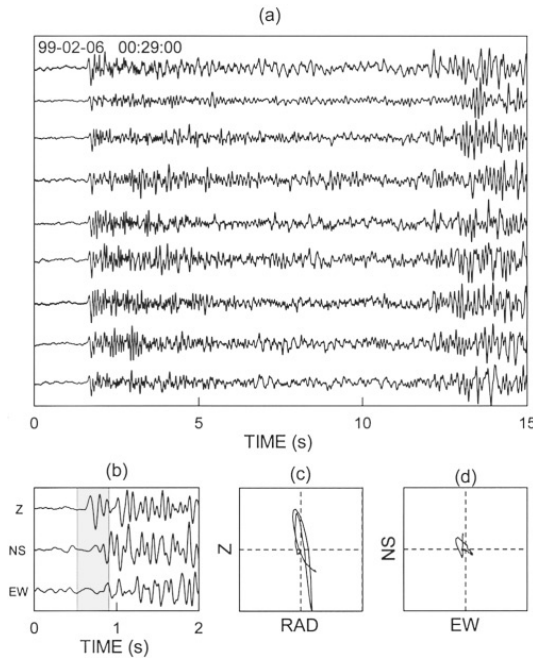 (a)
99-02-06 00:29:00
0 5 10 15
TIME (s)
(b) (c) (d)
Z
NS
EW
0 1 2
TIME (s)
Z
RAD
NS
EW